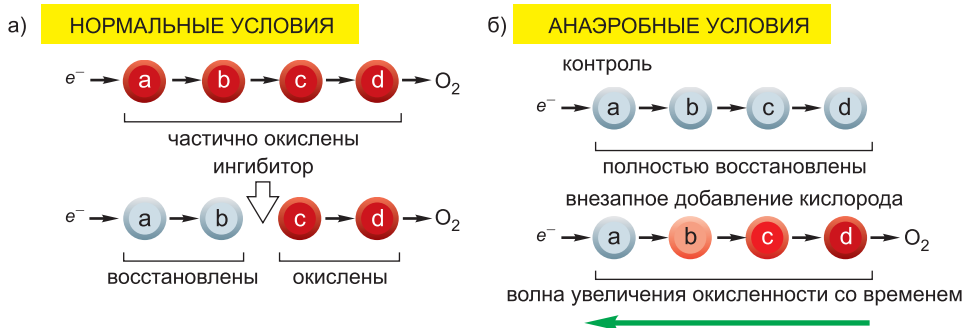 а) НОРМАЛЬНЫЕ УСЛОВИЯ
e⁻ a b c d O₂
частично окислены
ингибитор
e⁻ a b c d O₂
восстановлены окислены
б) АНАЭРОБНЫЕ УСЛОВИЯ
контроль
e⁻ a b c d
полностью восстановлены
внезапное добавление кислорода
e⁻ a b c d O₂
волна увеличения окисленности со временем